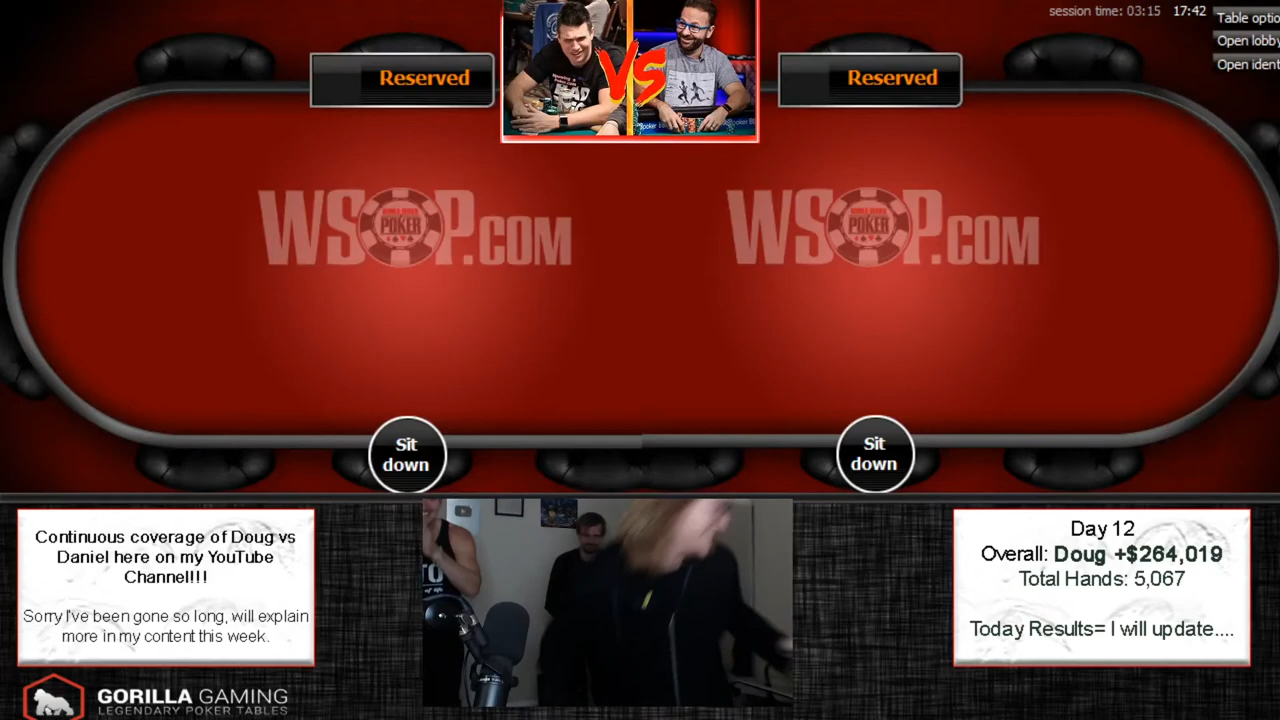 session time: 03:15 17:42
Table optio
Open lobby
Open ident
Reserved
VS
Reserved
WSOP.COM
WSOP.COM
POKER
POKER
Sit
down
Sit
down
Continuous coverage of Doug vs
Daniel here on my YouTube
Channel!!!
Sorry I've been gone so long, will explain
more in my content this week.
Day 12
Overall: Doug +$264,019
Total Hands: 5,067
Today Results= I will update....
GORILLA GAMING
LEGENDARY POKER TABLES